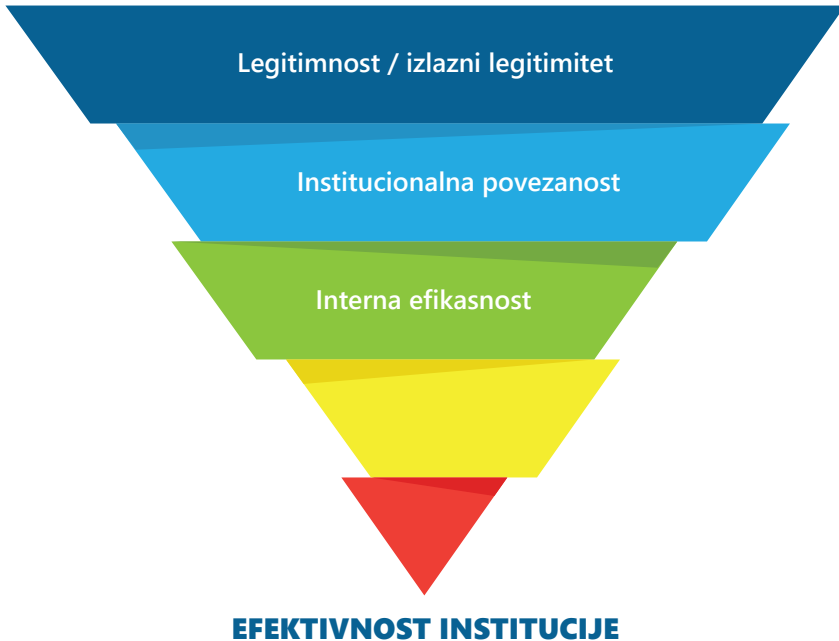 Legitimnost / izlazni legitimitet
Institucionalna povezanost
Interna efikasnost
EFEKTIVNOST INSTITUCIJE